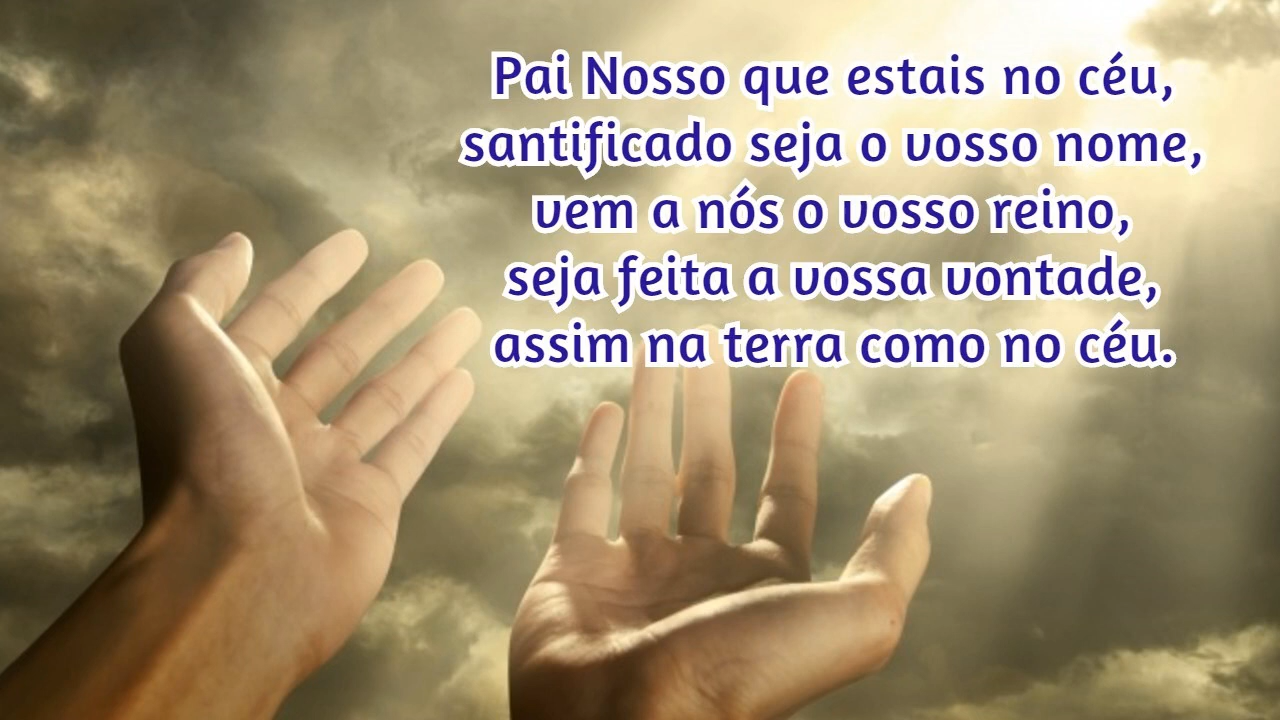 Pai Nosso que estais no céu,
santificado seja o vosso nome,
vem a nós o vosso reino,
seja feita a vossa vontade,
assim na terra como no céu.